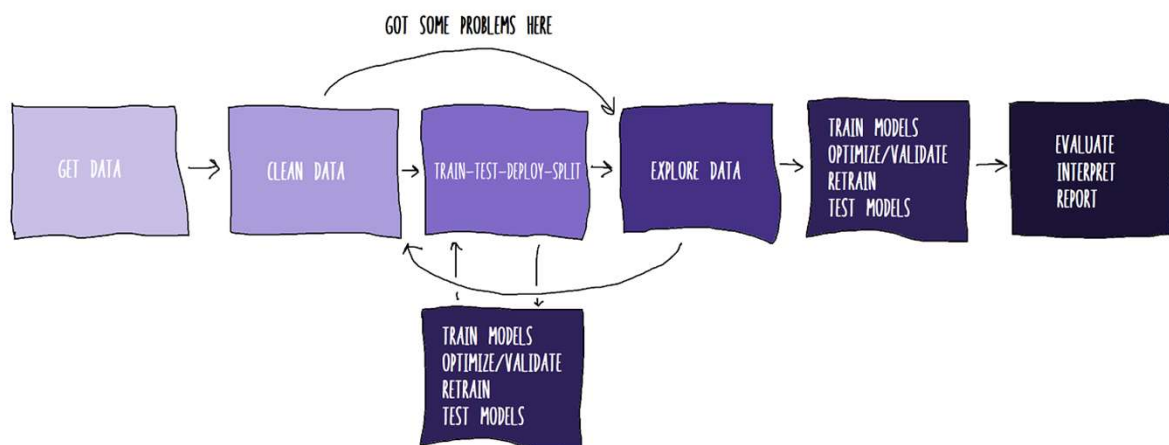 GOT SOME PROBLEMS HERE
GET DATA
CLEAN DATA
TRAIN-TEST-DEPLOY-SPLIT
EXPLORE DATA
TRAIN MODELS
OPTIMIZE/VALIDATE
RETRAIN
TEST MODELS
EVALUATE
INTERPRET
REPORT
TRAIN MODELS
OPTIMIZE/VALIDATE
RETRAIN
TEST MODELS